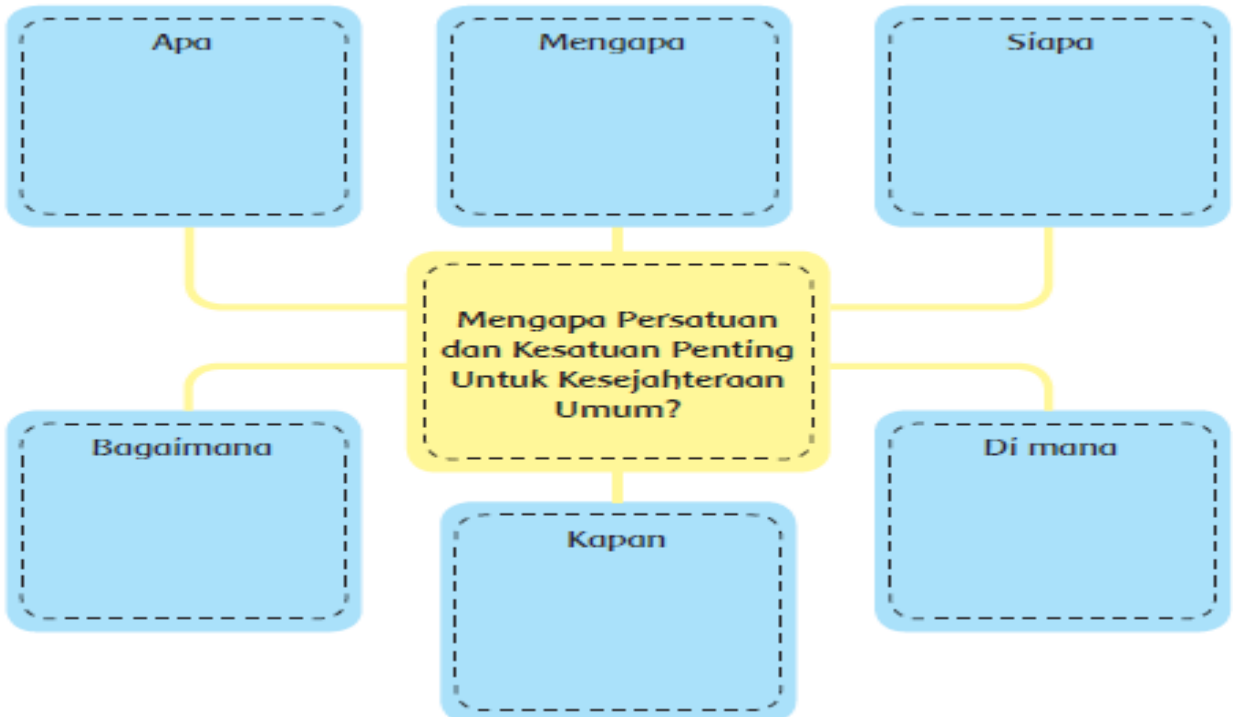 Apa
Mengapa
Siapa
Mengapa Persatuan
dan Kesatuan Penting
Untuk Kesejahteraan
Umum?
Bagaimana
Di mana
Kapan